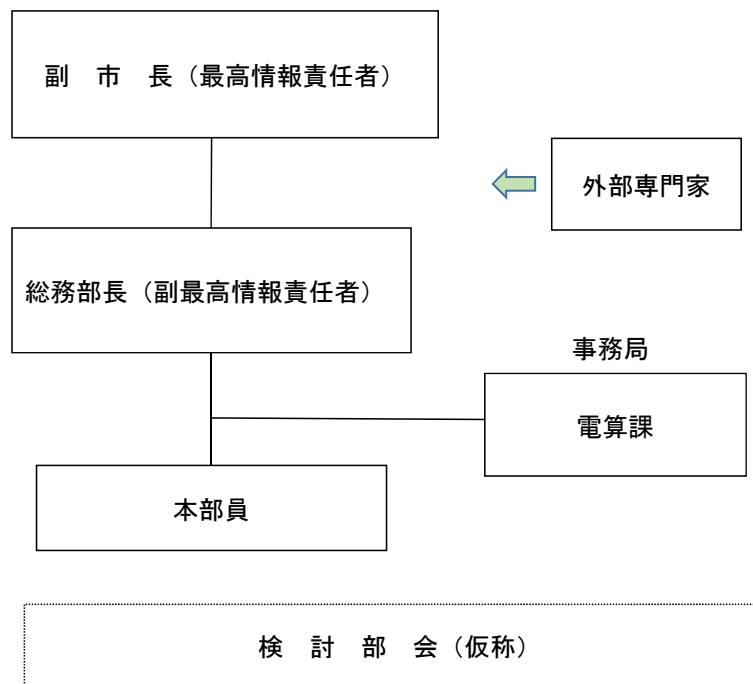 副　市　長（最高情報責任者）
外部専門家
総務部長（副最高情報責任者）
事務局
電算課
本部員
検　討　部　会（仮称）